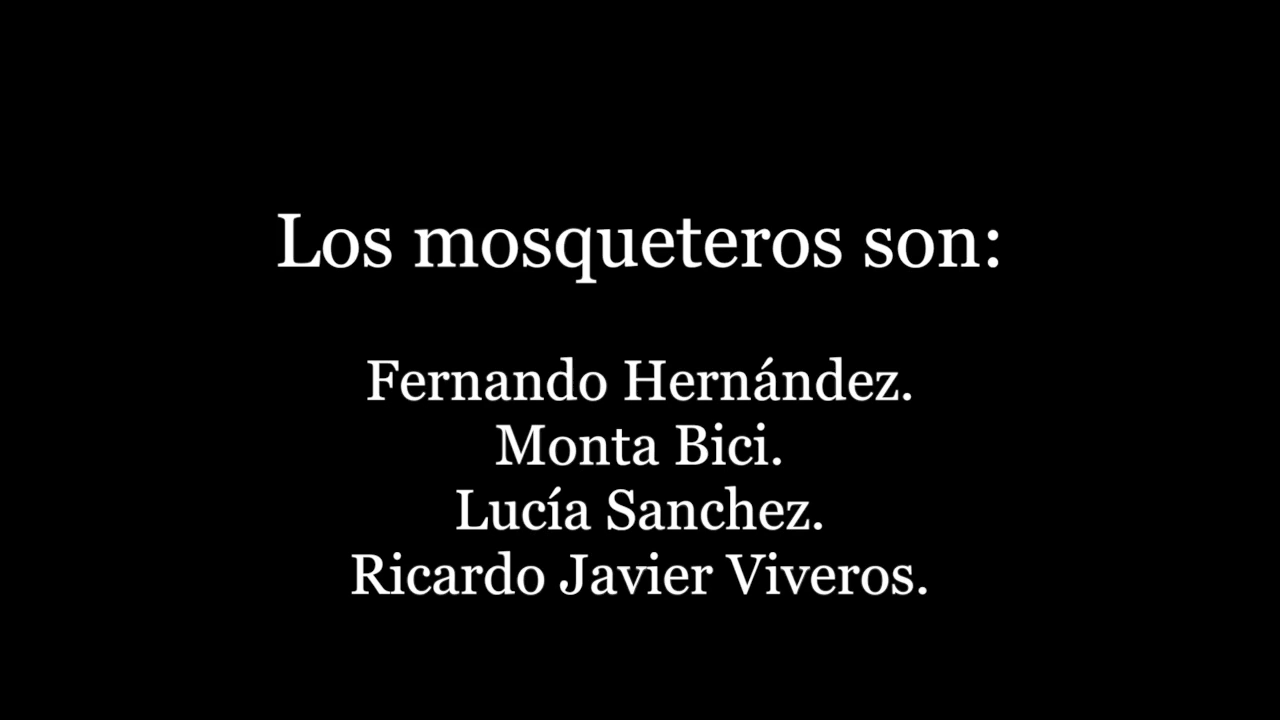 Los mosqueteros son:
Fernando Hernández.
Monta Bici.
Lucía Sanchez.
Ricardo Javier Viveros.